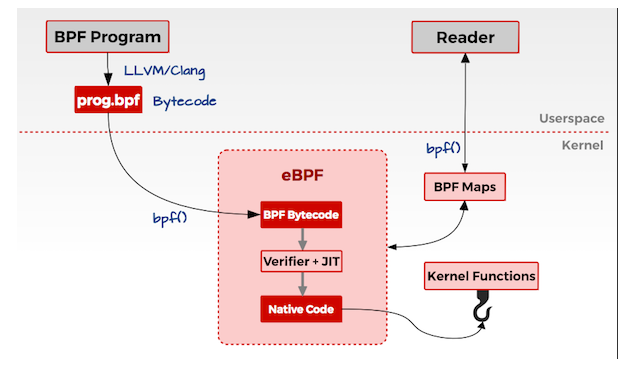 BPF Program
Reader
LLVM/Clang
prog.bpf
Bytecode
Userspace
Kernel
bpf()
eBPF
BPF Maps
bpf()
BPF Bytecode
Verifier + JIT
Kernel Functions
Native Code